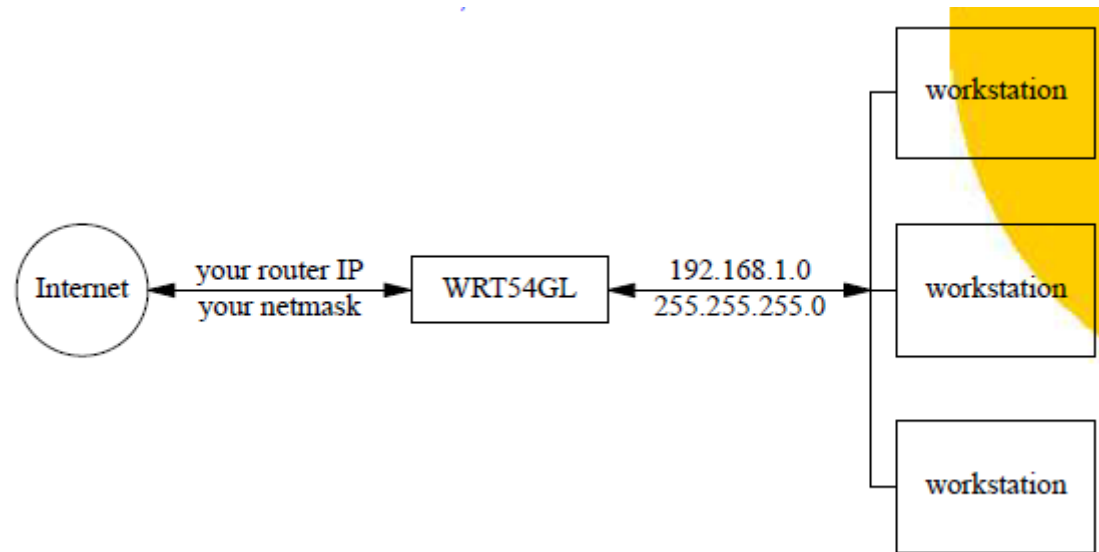 workstation
your router IP
192.168.1.0
Internet
WRT54GL
workstation
your netmask
255.255.255.0
workstation